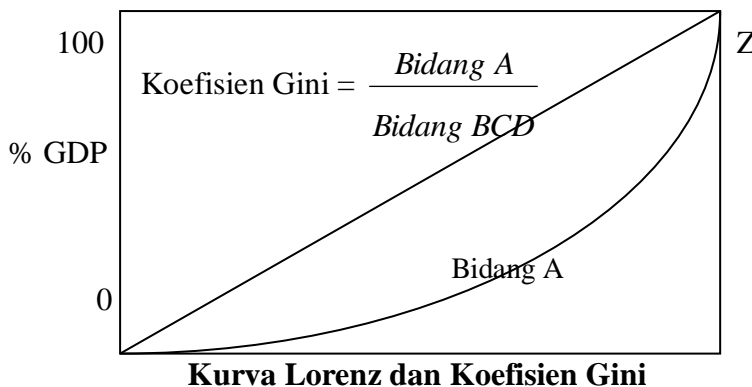 100
Z
Koefisien Gini = Bidang A
Bidang BCD
% GDP
Bidang A
0
Kurva Lorenz dan Koefisien Gini